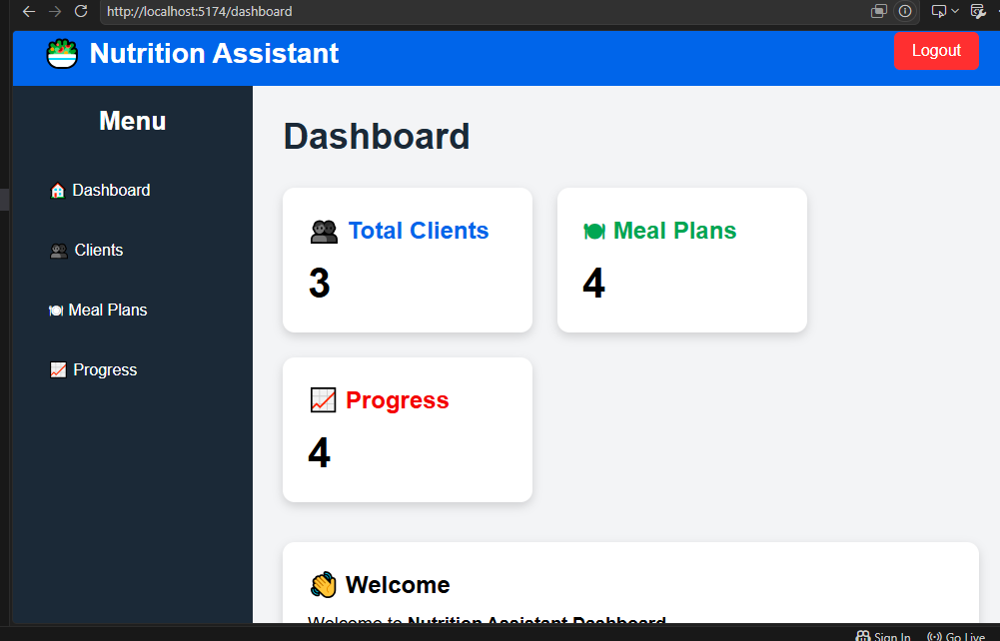 http://localhost:5174/dashboard
Nutrition Assistant
Logout
Menu
Dashboard
Clients
Meal Plans
Progress
Dashboard
Total Clients
3
Meal Plans
4
Progress
4
Welcome
Welcome to Nutrition Assistant Dashboard
Sign In
Go Live